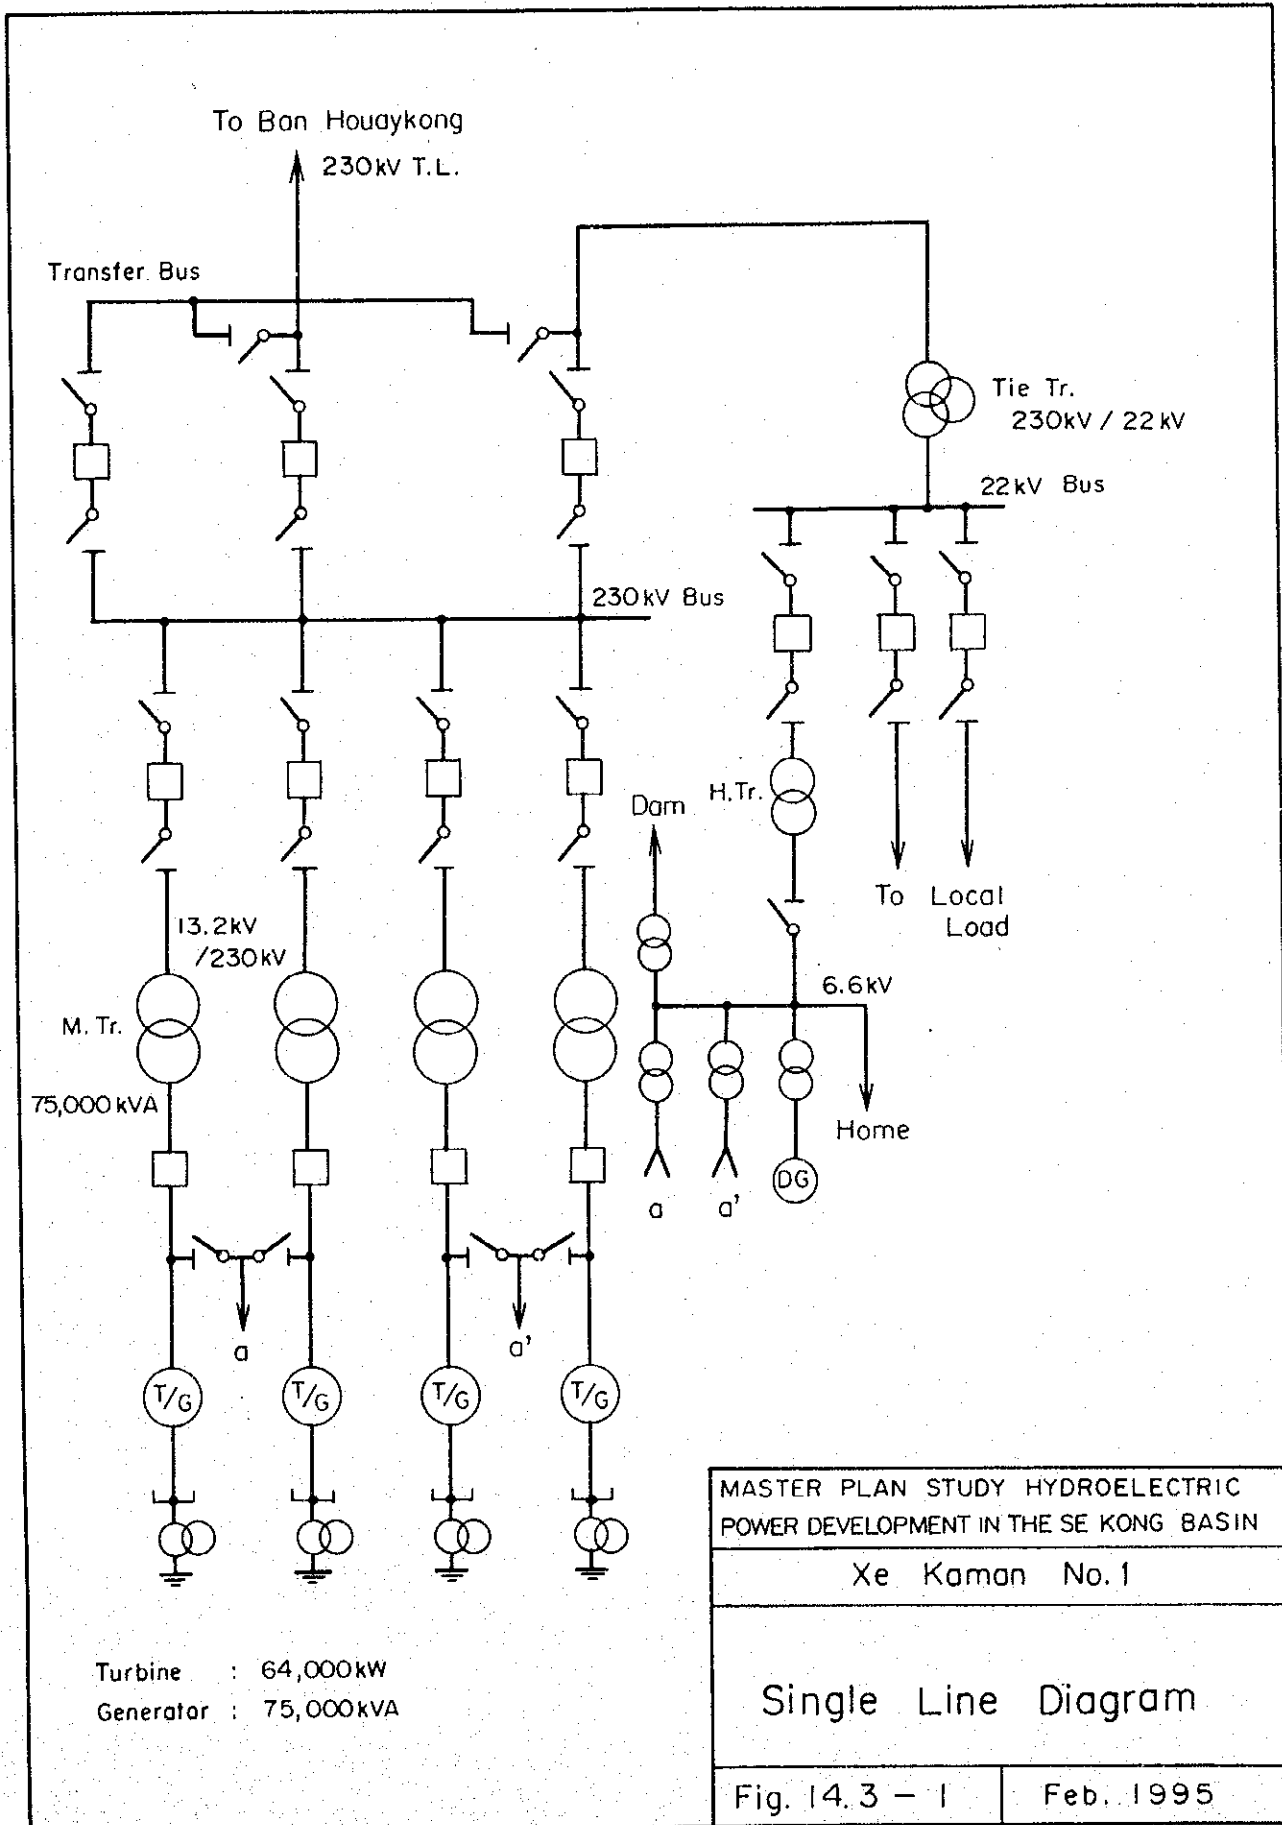 To Ban Houaykong
230kV T.L.
Transfer Bus
Tie Tr.
230kV / 22kV
22kV Bus
230kV Bus
Dam
H.Tr.
To Local
Load
13.2kV
/230kV
6.6kV
M. Tr.
75,000kVA
Home
a
a'
DG
a
a'
T/G
T/G
T/G
T/G
Turbine : 64,000kW
Generator : 75,000kVA
MASTER PLAN STUDY HYDROELECTRIC
POWER DEVELOPMENT IN THE SE KONG BASIN
Xe Kaman No.1
Single Line Diagram
Fig. 14.3 - 1
Feb. 1995